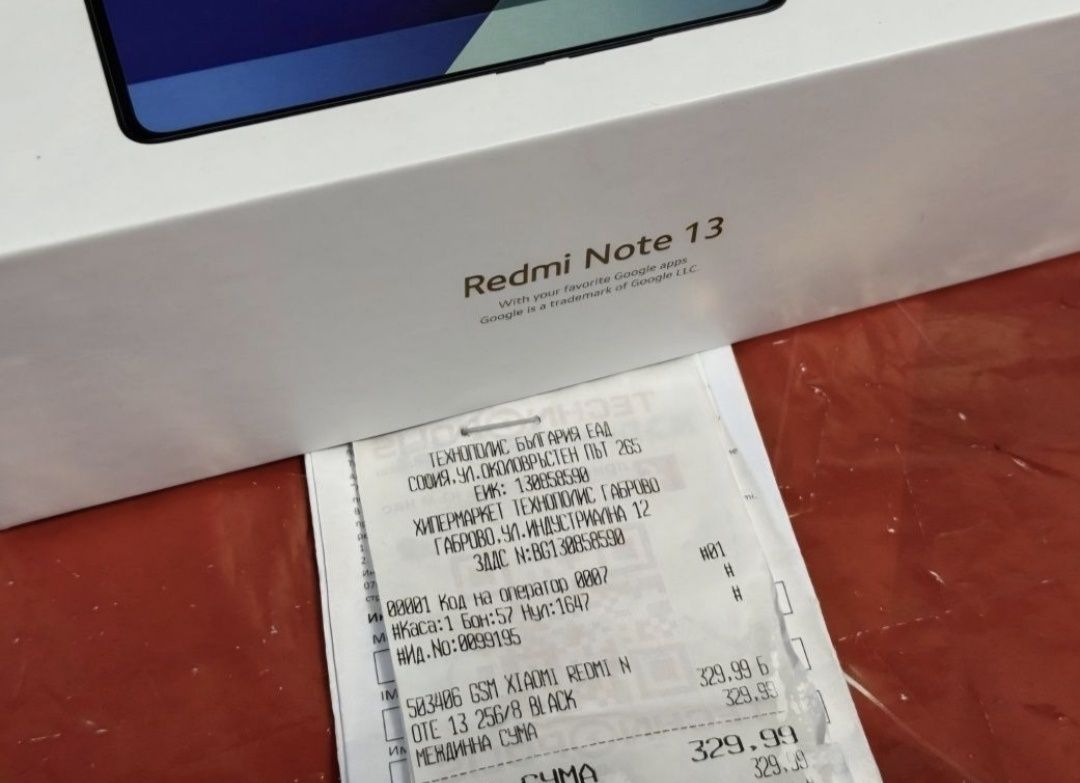 Redmi Note 13
With your favorite Google apps
Google is a trademark of Google LLC.
ТЕХНОПОЛИС БЪЛГАРИЯ ЕАД
СОФИЯ,УЛ.ОКОЛОВРЪСТЕН ПЪТ 265
ЕИК: 130858590
ХИПЕРМАРКЕТ ТЕХНОПОЛИС ГАБРОВО
ГАБРОВО,УЛ.ИНДУСТРИАЛНА 12
ЗДДС N:BG130858590
00001 Код на оператор 0007 #01
#Каса:1 Бон:57 Нул:1647 #
#Ид.No:0099195 #
503406 GSM XIAOMI REDMI N
OTE 13 256/8 BLACK 329.99 Б
МЕЖДИННА СУМА 329.99
СУМА 329.99
329.99